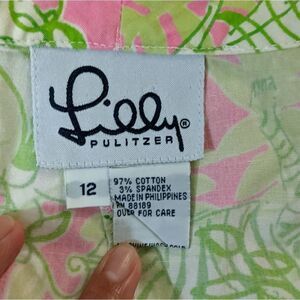 Lilly®
PULITZER
12
97% COTTON
3% SPANDEX
MADE IN PHILIPPINES
RN 88189
OVER FOR CARE